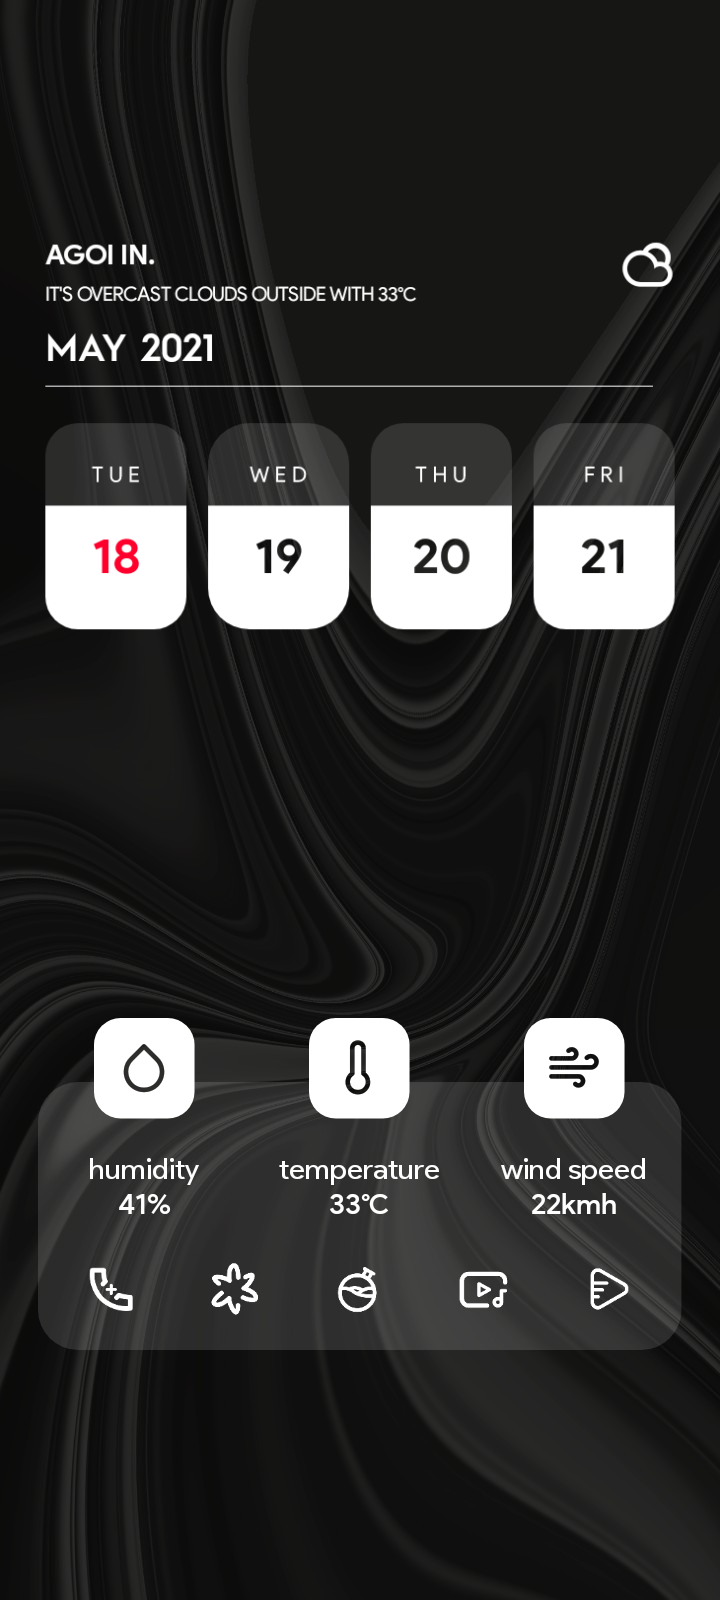 AGOI IN.
IT'S OVERCAST CLOUDS OUTSIDE WITH 33°C
MAY 2021
TUE WED THU FRI
18 19 20 21
humidity temperature wind speed
41% 33°C 22kmh